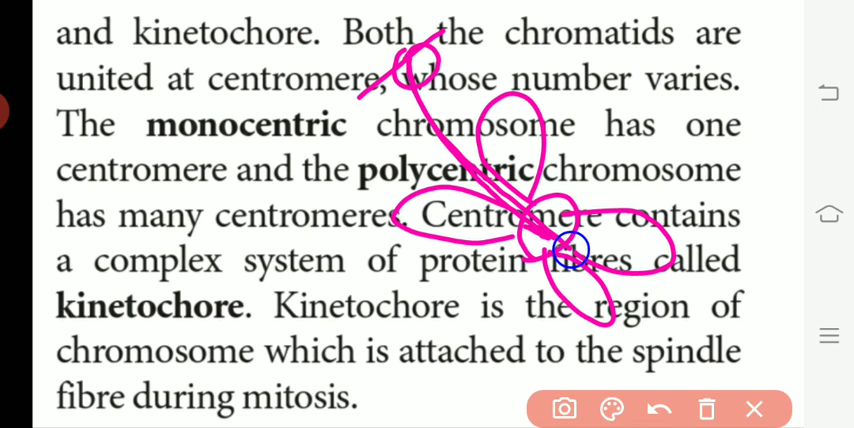 and kinetochore. Both the chromatids are
united at centromere, whose number varies.
The monocentric chromosome has one
centromere and the polycentric chromosome
has many centromeres. Centromere contains
a complex system of protein fibres called
kinetochore. Kinetochore is the region of
chromosome which is attached to the spindle
fibre during mitosis.